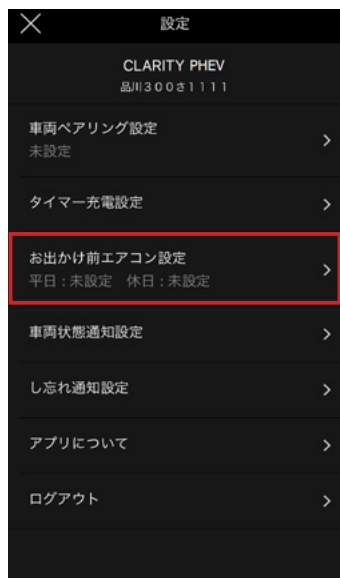 設定
CLARITY PHEV
品川300さ1111
車両ペアリング設定
未設定
タイマー充電設定
お出かけ前エアコン設定
平日:未設定 休日:未設定
車両状態通知設定
し忘れ通知設定
アプリについて
ログアウト